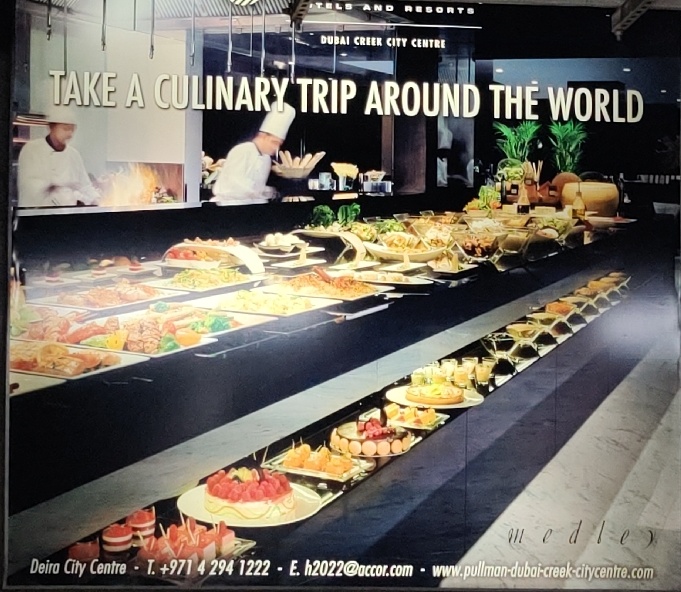 HOTELS AND RESORTS
DUBAI CREEK CITY CENTRE
TAKE A CULINARY TRIP AROUND THE WORLD
medley
Deira City Centre - T. +971 4 294 1222 - E. h2022@accor.com - www.pullman-dubai-creek-citycentre.com